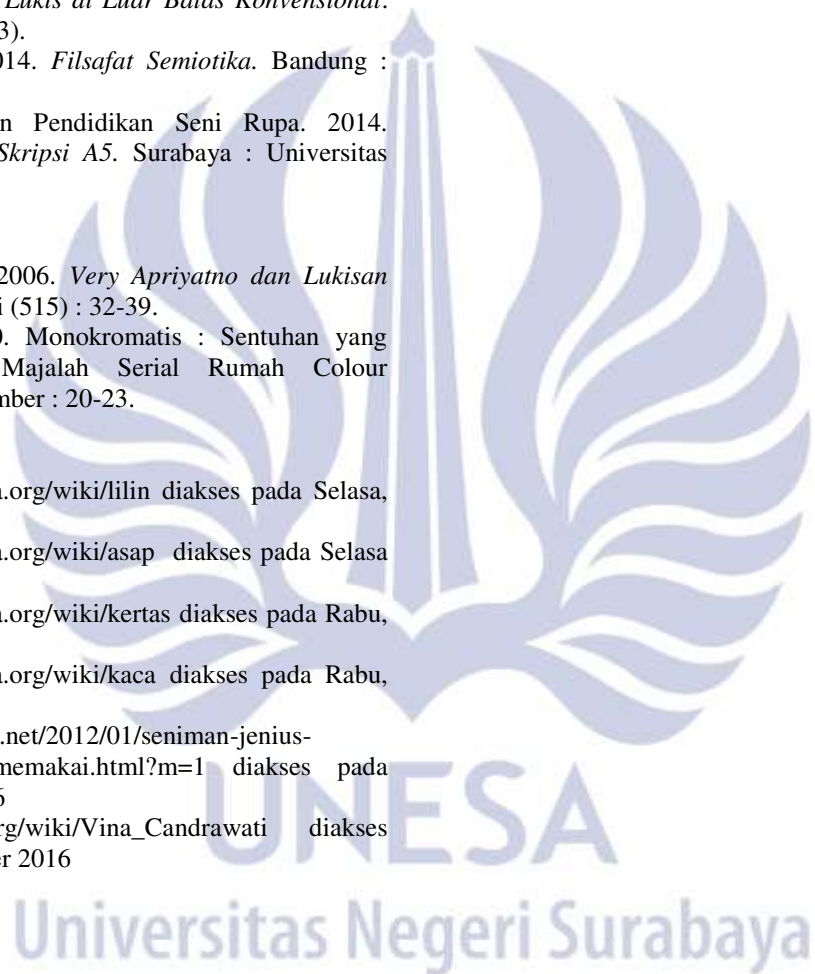 Lukis di Luar Batas Konvensional.
3).
014. Filsafat Semiotika. Bandung :
n Pendidikan Seni Rupa. 2014.
Skripsi A5. Surabaya : Universitas
2006. Very Apriyatno dan Lukisan
i (515) : 32-39.
0. Monokromatis : Sentuhan yang
Majalah Serial Rumah Colour
mber : 20-23.
a.org/wiki/lilin diakses pada Selasa,
a.org/wiki/asap diakses pada Selasa
a.org/wiki/kertas diakses pada Rabu,
a.org/wiki/kaca diakses pada Rabu,
.net/2012/01/seniman-jenius-
memakai.html?m=1 diakses pada
6
rg/wiki/Vina_Candrawati diakses
er 2016
UNESA
Universitas Negeri Surabaya